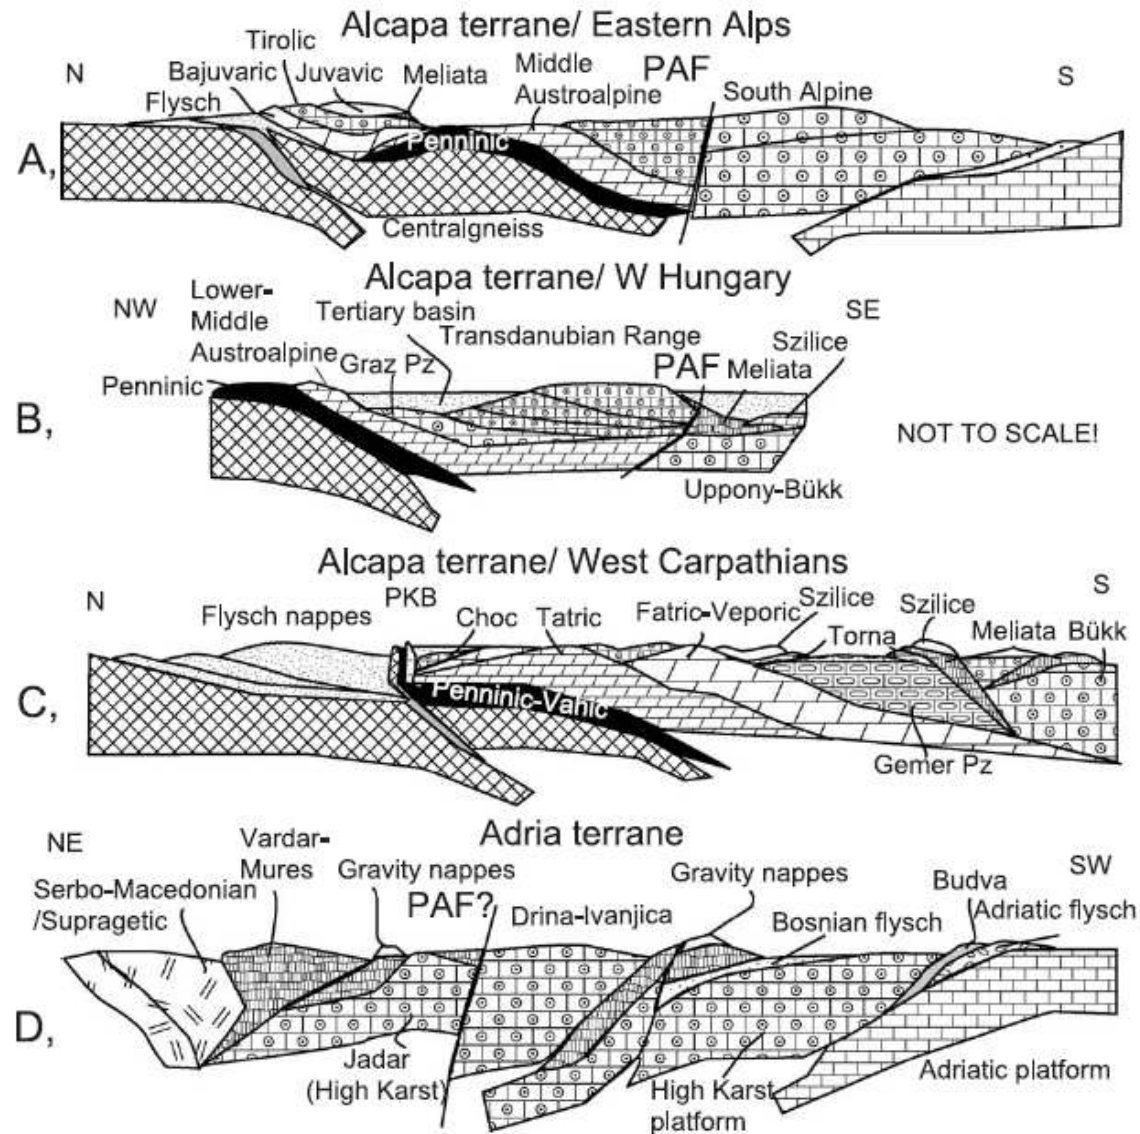 Alcapa terrane/ Eastern Alps
Tirolic
N
Bajuvaric
Juvavic
Meliata
Middle
Austroalpine
PAF
S
Flysch
South Alpine
A,
Penninic
Centralgneiss
Alcapa terrane/ W Hungary
NW
Lower-
Middle
Austroalpine
Tertiary basin
SE
Transdanubian Range
Szilice
Graz Pz
PAF
Meliata
Penninic
B,
NOT TO SCALE!
Uppony-Bükk
Alcapa terrane/ West Carpathians
N
PKB
S
Flysch nappes
Choc
Tatric
Fatric-Veporic
Szilice
Szilice
Torna
Meliata
Bükk
C,
Penninic-Vahic
Gemer Pz
Adria terrane
NE
Vardar-
Mures
Gravity nappes
Gravity nappes
SW
Serbo-Macedonian
/Supragetic
PAF?
Drina-Ivanjica
Bosnian flysch
Budva
Adriatic flysch
D,
Jadar
(High Karst)
High Karst
platform
Adriatic platform